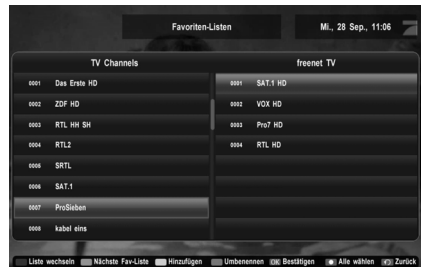 Favoriten-Listen
Mi., 28 Sep., 11:06
TV Channels
0001 Das Erste HD
0002 ZDF HD
0003 RTL HH SH
0004 RTL2
0005 SRTL
0006 SAT.1
0007 ProSieben
0008 kabel eins
freenet TV
0001 SAT.1 HD
0002 VOX HD
0003 Pro7 HD
0004 RTL HD
Liste wechseln Nächste Fav-Liste Hinzufügen Umbenennen OK Bestätigen Alle wählen Zurück